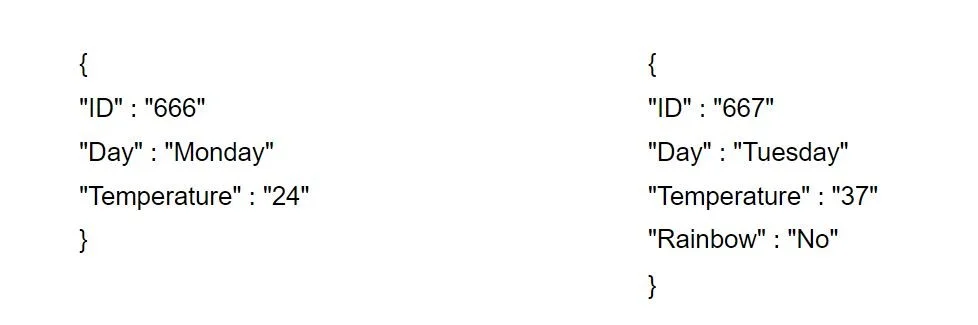 {
"ID" : "666"
"Day" : "Monday"
"Temperature" : "24"
}
{
"ID" : "667"
"Day" : "Tuesday"
"Temperature" : "37"
"Rainbow" : "No"
}